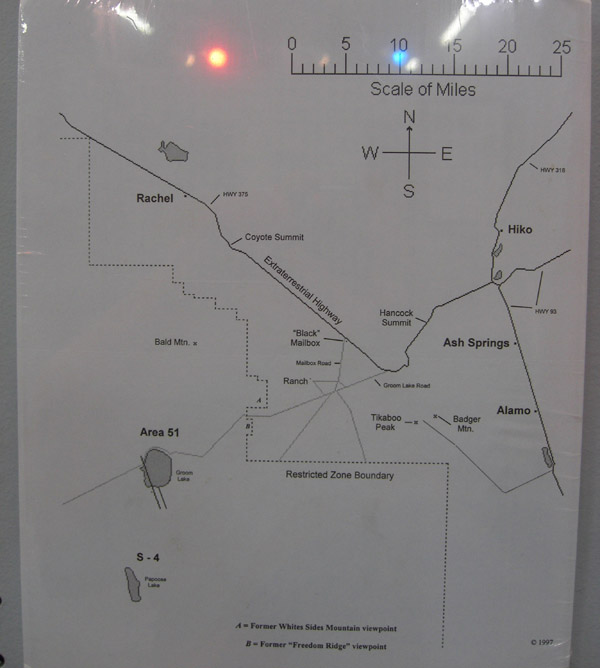 0 5 10 15 20 25
Scale of Miles
N
W E
S
HWY 316
Rachel
HWY 375
Hiko
Coyote Summit
Extraterrestrial Highway
Hancock
Summit
HWY 93
"Black"
Mailbox
Bald Mtn.
Ash Springs
Mailbox Road
Ranch
Groom Lake Road
A
Alamo
Tikaboo
Peak
Badger
Mtn.
B
Area 51
Groom
Lake
Restricted Zone Boundary
S - 4
Papoose
Lake
A = Former Whites Sides Mountain viewpoint
B = Former "Freedom Ridge" viewpoint
© 1997